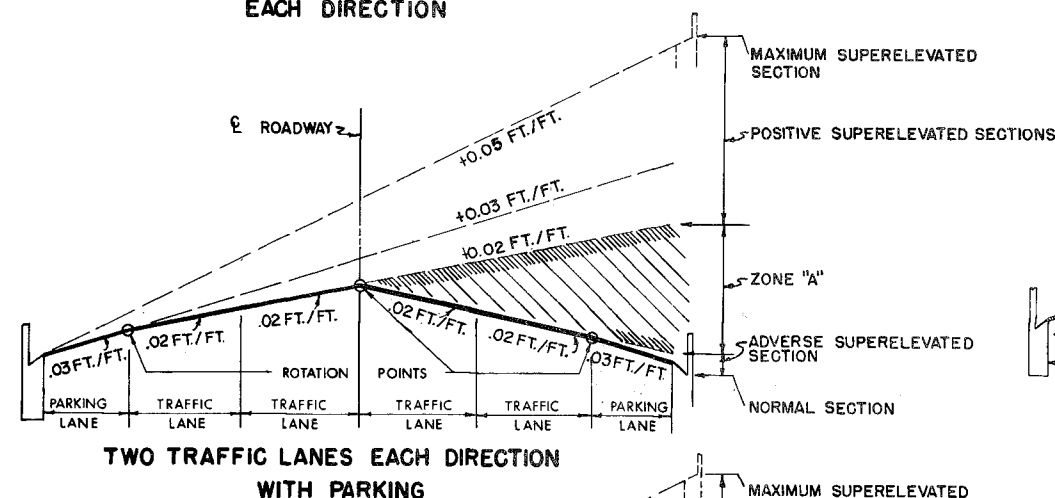 EACH DIRECTION
MAXIMUM SUPERELEVATED
SECTION
℄ ROADWAY
+0.05 FT./FT.
POSITIVE SUPERELEVATED SECTIONS
+0.03 FT./FT.
+0.02 FT./FT.
ZONE "A"
.03 FT./FT.
.02 FT./FT.
.02 FT./FT.
.02 FT./FT.
.02 FT./FT.
.03 FT./FT.
ADVERSE SUPERELEVATED
SECTION
ROTATION POINTS
NORMAL SECTION
PARKING TRAFFIC TRAFFIC TRAFFIC TRAFFIC PARKING
LANE LANE LANE LANE LANE LANE
TWO TRAFFIC LANES EACH DIRECTION
WITH PARKING
MAXIMUM SUPERELEVATED